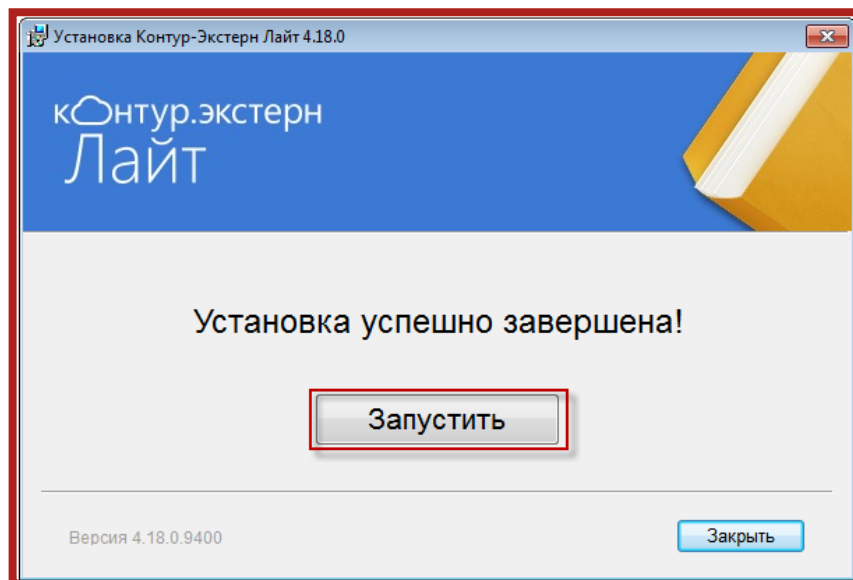 Установка Контур-Экстерн Лайт 4.18.0
контур.экстерн
Лайт
Установка успешно завершена!
Запустить
Версия 4.18.0.9400
Закрыть